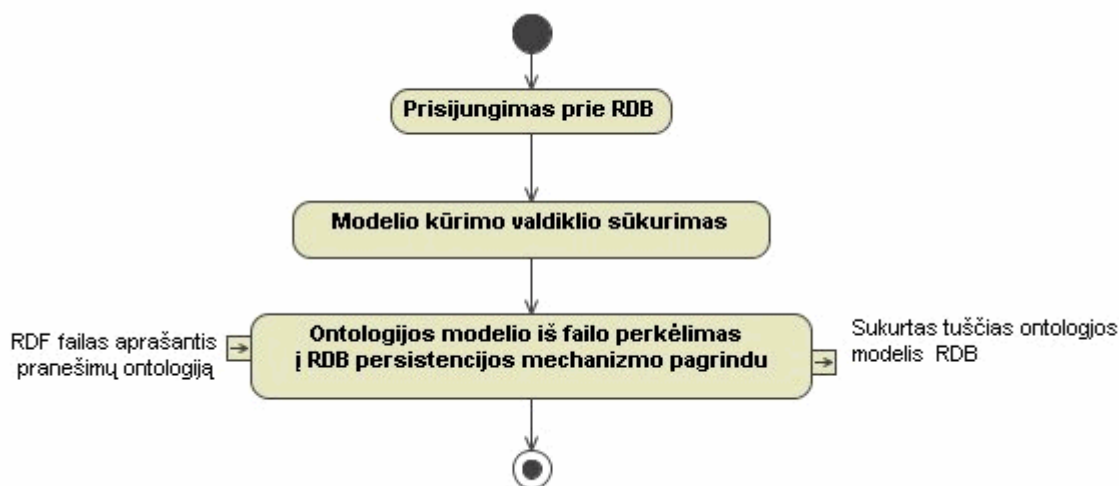 Prisijungimas prie RDB
Modelio kūrimo valdiklio sūkurimas
RDF failas aprašantis
pranešimų ontologiją
Ontologijos modelio iš failo perkėlimas
į RDB persistencijos mechanizmo pagrindu
Sukurtas tuščias ontologjos
modelis RDB